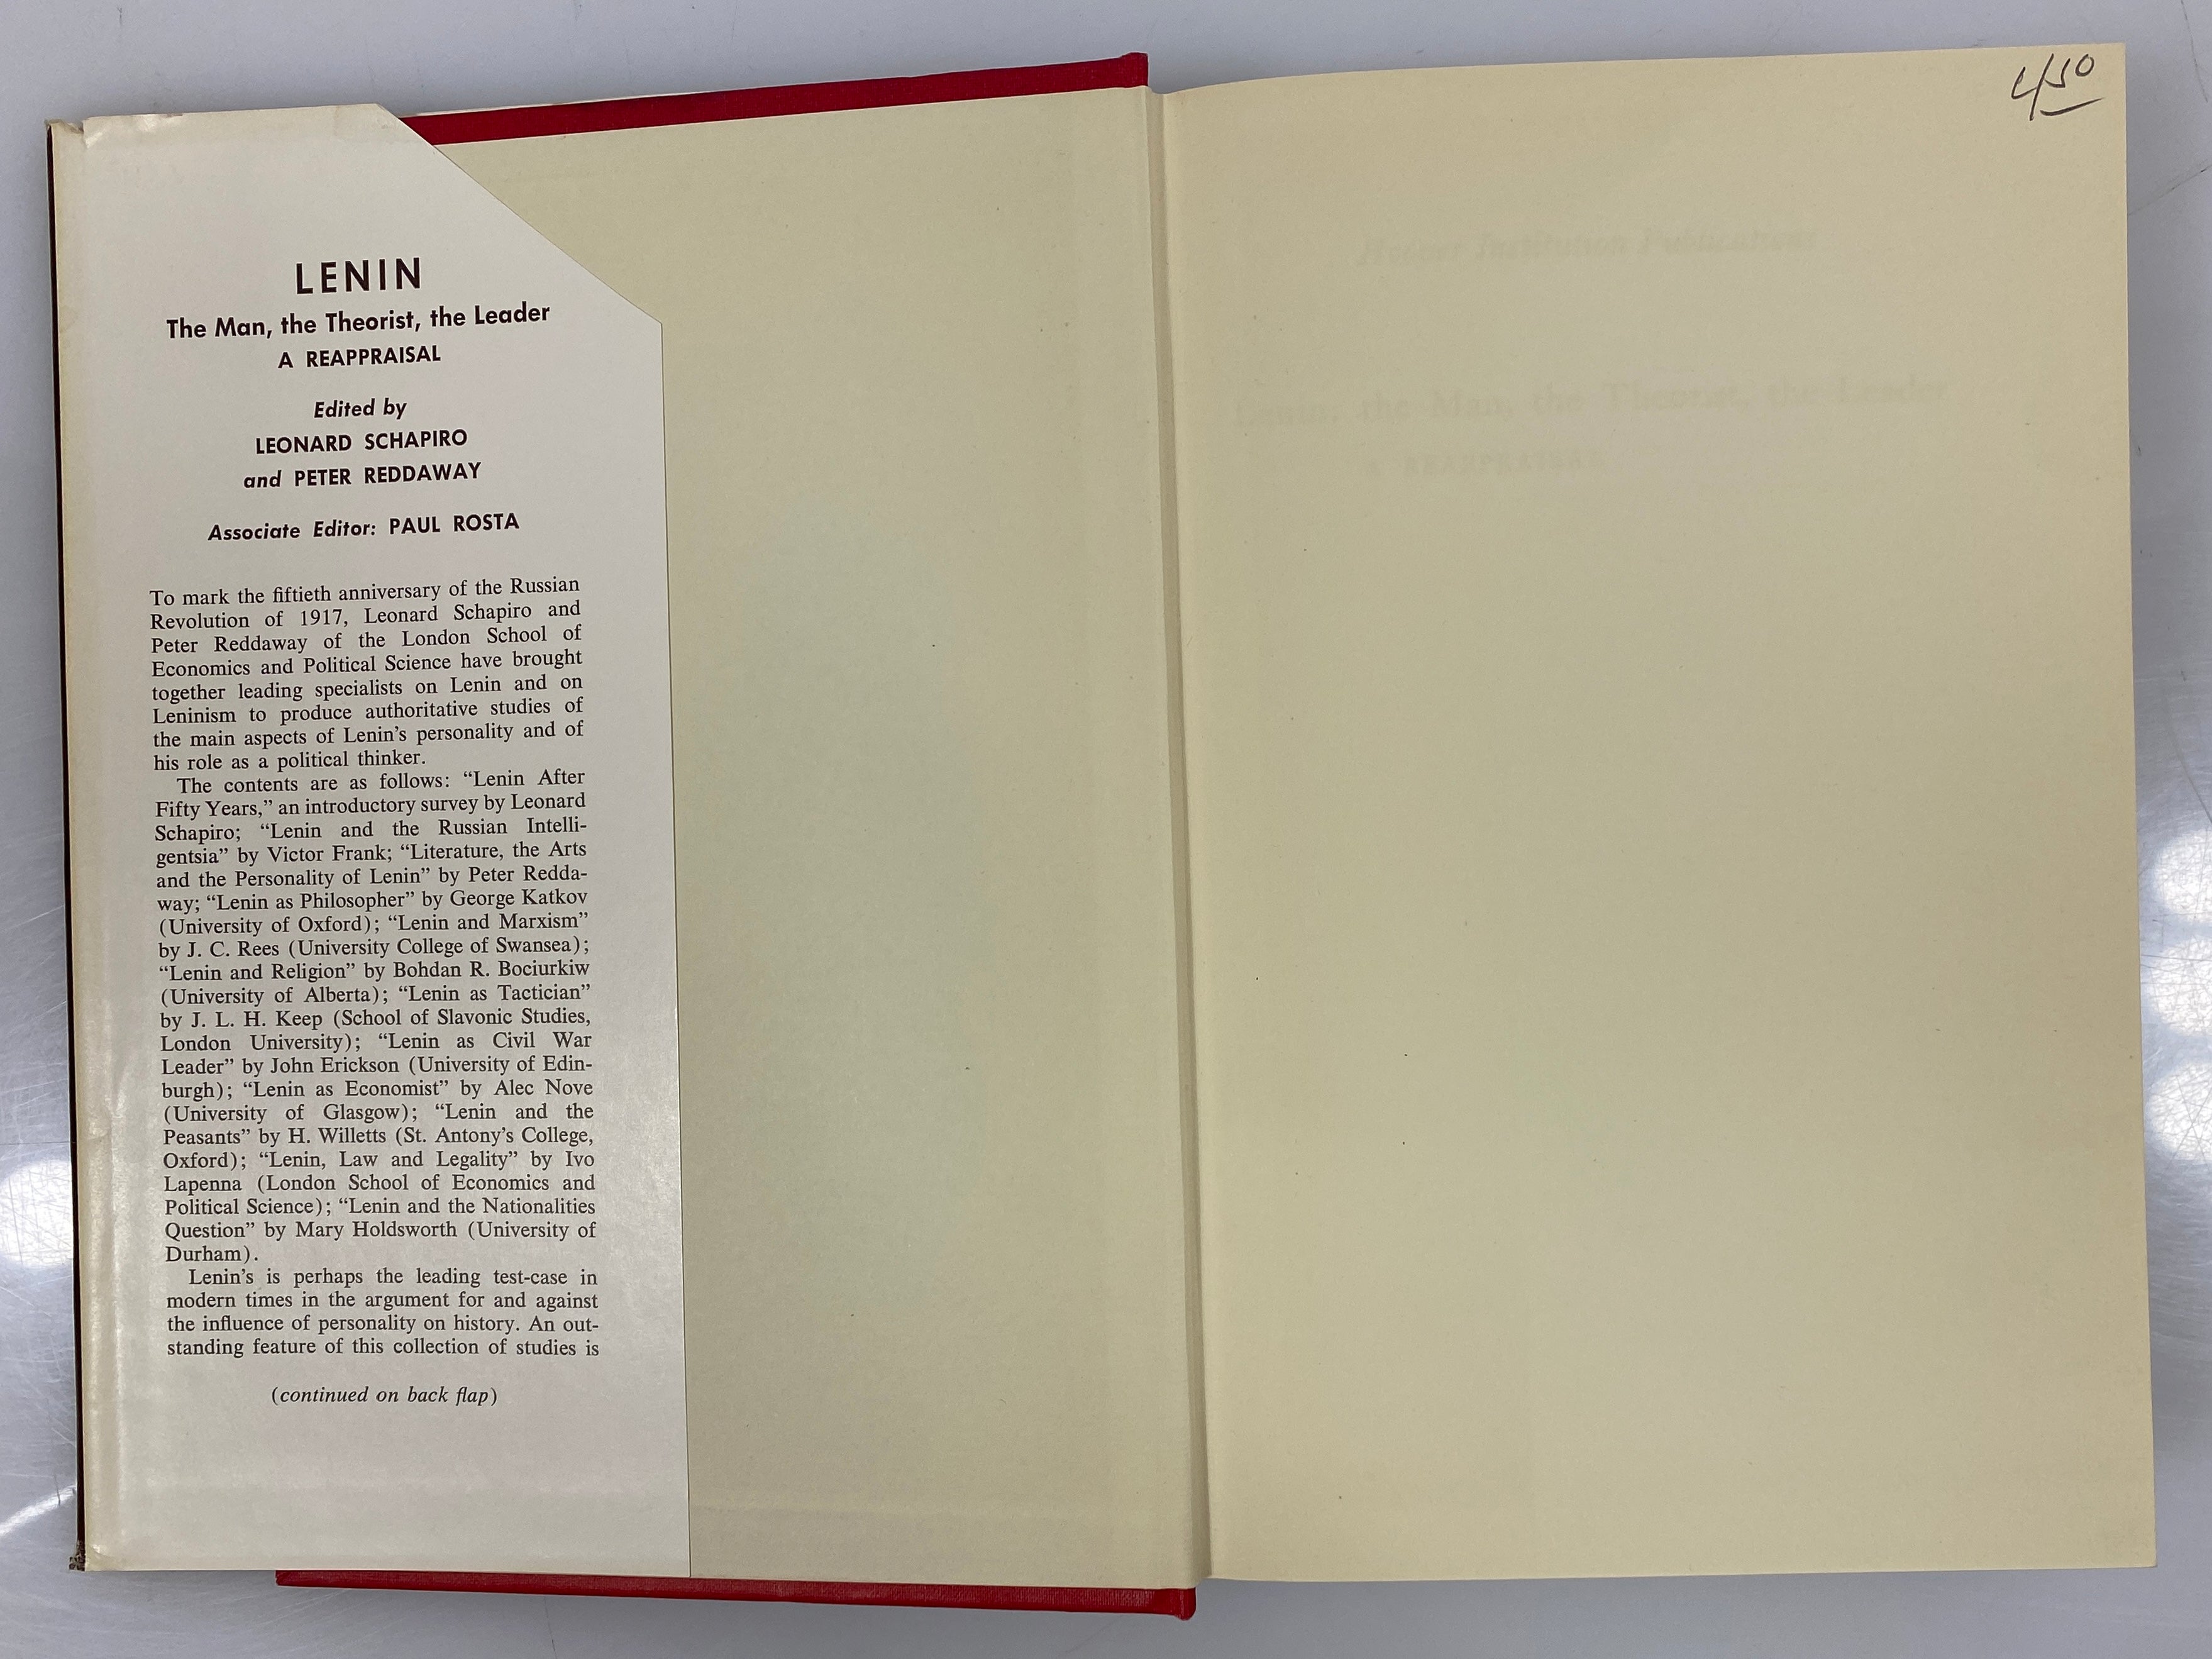 LENIN
The Man, the Theorist, the Leader
A REAPPRAISAL
Edited by
LEONARD SCHAPIRO
and PETER REDDAWAY
Associate Editor: PAUL ROSTA
To mark the fiftieth anniversary of the Russian
Revolution of 1917, Leonard Schapiro and
Peter Reddaway of the London School of
Economics and Political Science have brought
together leading specialists on Lenin and on
Leninism to produce authoritative studies of
the main aspects of Lenin's personality and of
his role as a political thinker.
The contents are as follows: “Lenin After
Fifty Years,” an introductory survey by Leonard
Schapiro; “Lenin and the Russian Intelli-
gentsia” by Victor Frank; “Literature, the Arts
and the Personality of Lenin” by Peter Redda-
way; “Lenin as Philosopher” by George Katkov
(University of Oxford); “Lenin and Marxism”
by J. C. Rees (University College of Swansea);
“Lenin and Religion” by Bohdan R. Bociurkiw
(University of Alberta); “Lenin as Tactician”
by J. L. H. Keep (School of Slavonic Studies,
London University); “Lenin as Civil War
Leader” by John Erickson (University of Edin-
burgh); “Lenin as Economist” by Alec Nove
(University of Glasgow); “Lenin and the
Peasants” by H. Willetts (St. Antony's College,
Oxford); “Lenin, Law and Legality” by Ivo
Lapenna (London School of Economics and
Political Science); “Lenin and the Nationalities
Question” by Mary Holdsworth (University of
Durham).
Lenin's is perhaps the leading test-case in
modern times in the argument for and against
the influence of personality on history. An out-
standing feature of this collection of studies is
(continued on back flap)
450
Hoover Institution Publications
Lenin, the Man, the Theorist, the Leader
A REAPPRAISAL